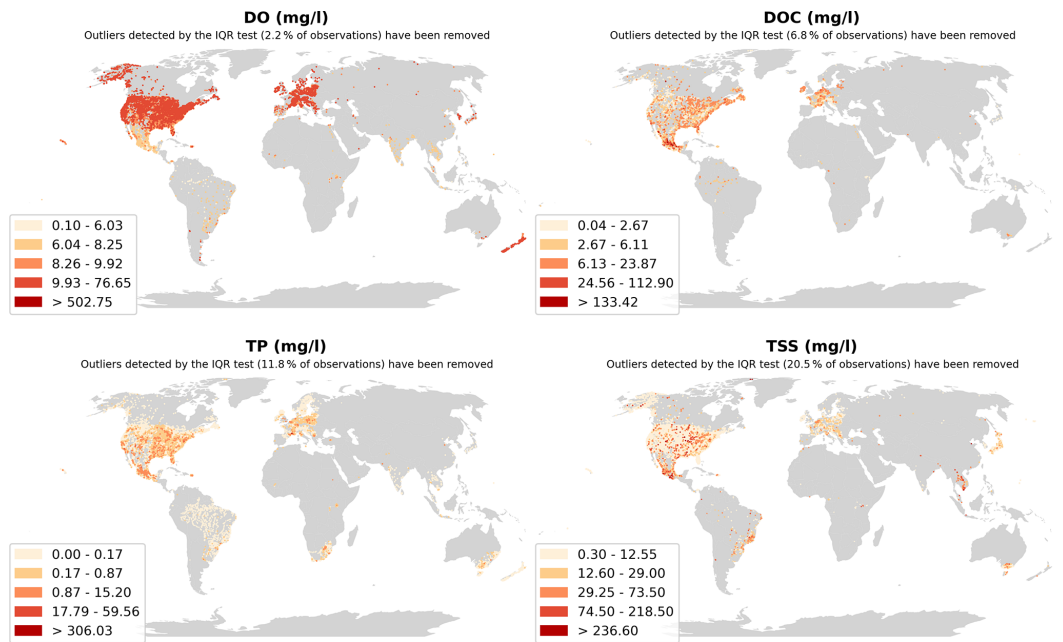 DO (mg/l)
Outliers detected by the IQR test (2.2 % of observations) have been removed
0.10 - 6.03
6.04 - 8.25
8.26 - 9.92
9.93 - 76.65
> 502.75
DOC (mg/l)
Outliers detected by the IQR test (6.8 % of observations) have been removed
0.04 - 2.67
2.67 - 6.11
6.13 - 23.87
24.56 - 112.90
> 133.42
TP (mg/l)
Outliers detected by the IQR test (11.8 % of observations) have been removed
0.00 - 0.17
0.17 - 0.87
0.87 - 15.20
17.79 - 59.56
> 306.03
TSS (mg/l)
Outliers detected by the IQR test (20.5 % of observations) have been removed
0.30 - 12.55
12.60 - 29.00
29.25 - 73.50
74.50 - 218.50
> 236.60